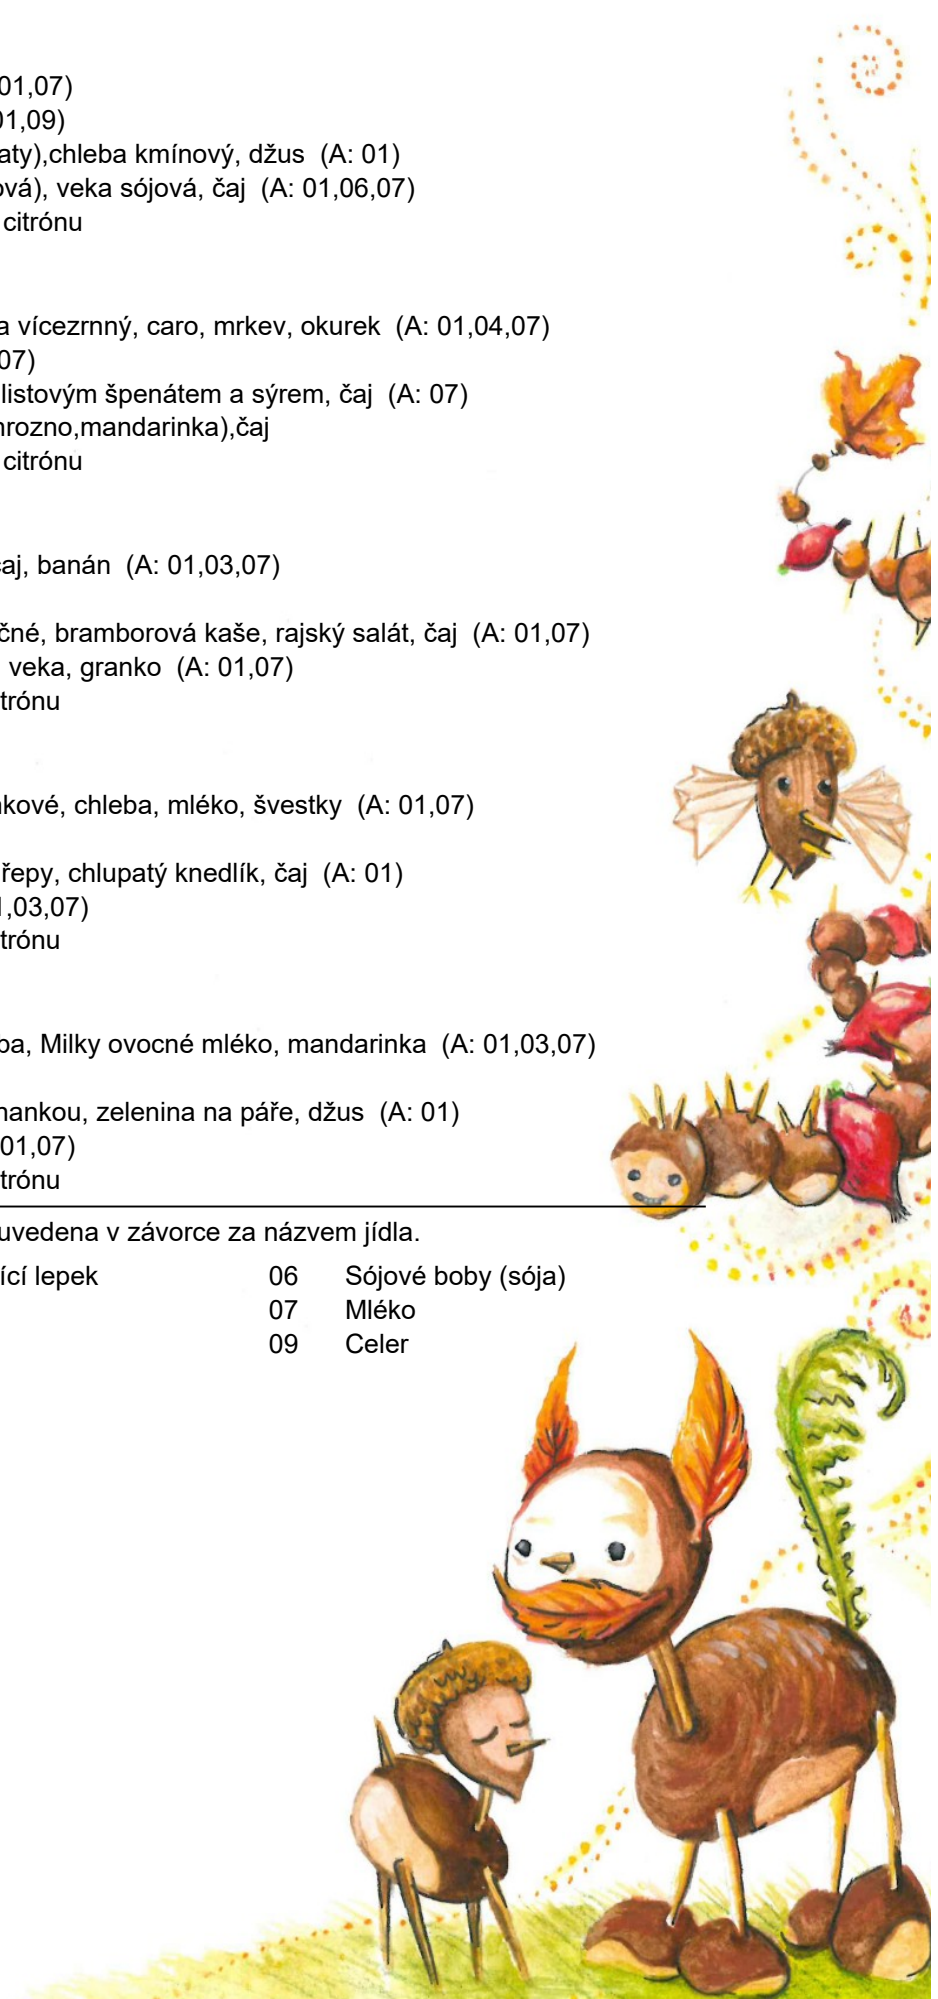 01,07)
01,09)
aty),chleba kmínový, džus (A: 01)
ová), veka sójová, čaj (A: 01,06,07)
citrónu
a vícezrnný, caro, mrkev, okurek (A: 01,04,07)
07)
listovým špenátem a sýrem, čaj (A: 07)
hrozno,mandarinka),čaj
citrónu
čaj, banán (A: 01,03,07)
čné, bramborová kaše, rajský salát, čaj (A: 01,07)
veka, granko (A: 01,07)
trónu
nkové, chleba, mléko, švestky (A: 01,07)
řepy, chlupatý knedlík, čaj (A: 01)
1,03,07)
trónu
ba, Milky ovocné mléko, mandarinka (A: 01,03,07)
hankou, zelenina na páře, džus (A: 01)
01,07)
trónu
uvedena v závorce za názvem jídla.
ící lepek 06 Sójové boby (sója)
07 Mléko
09 Celer